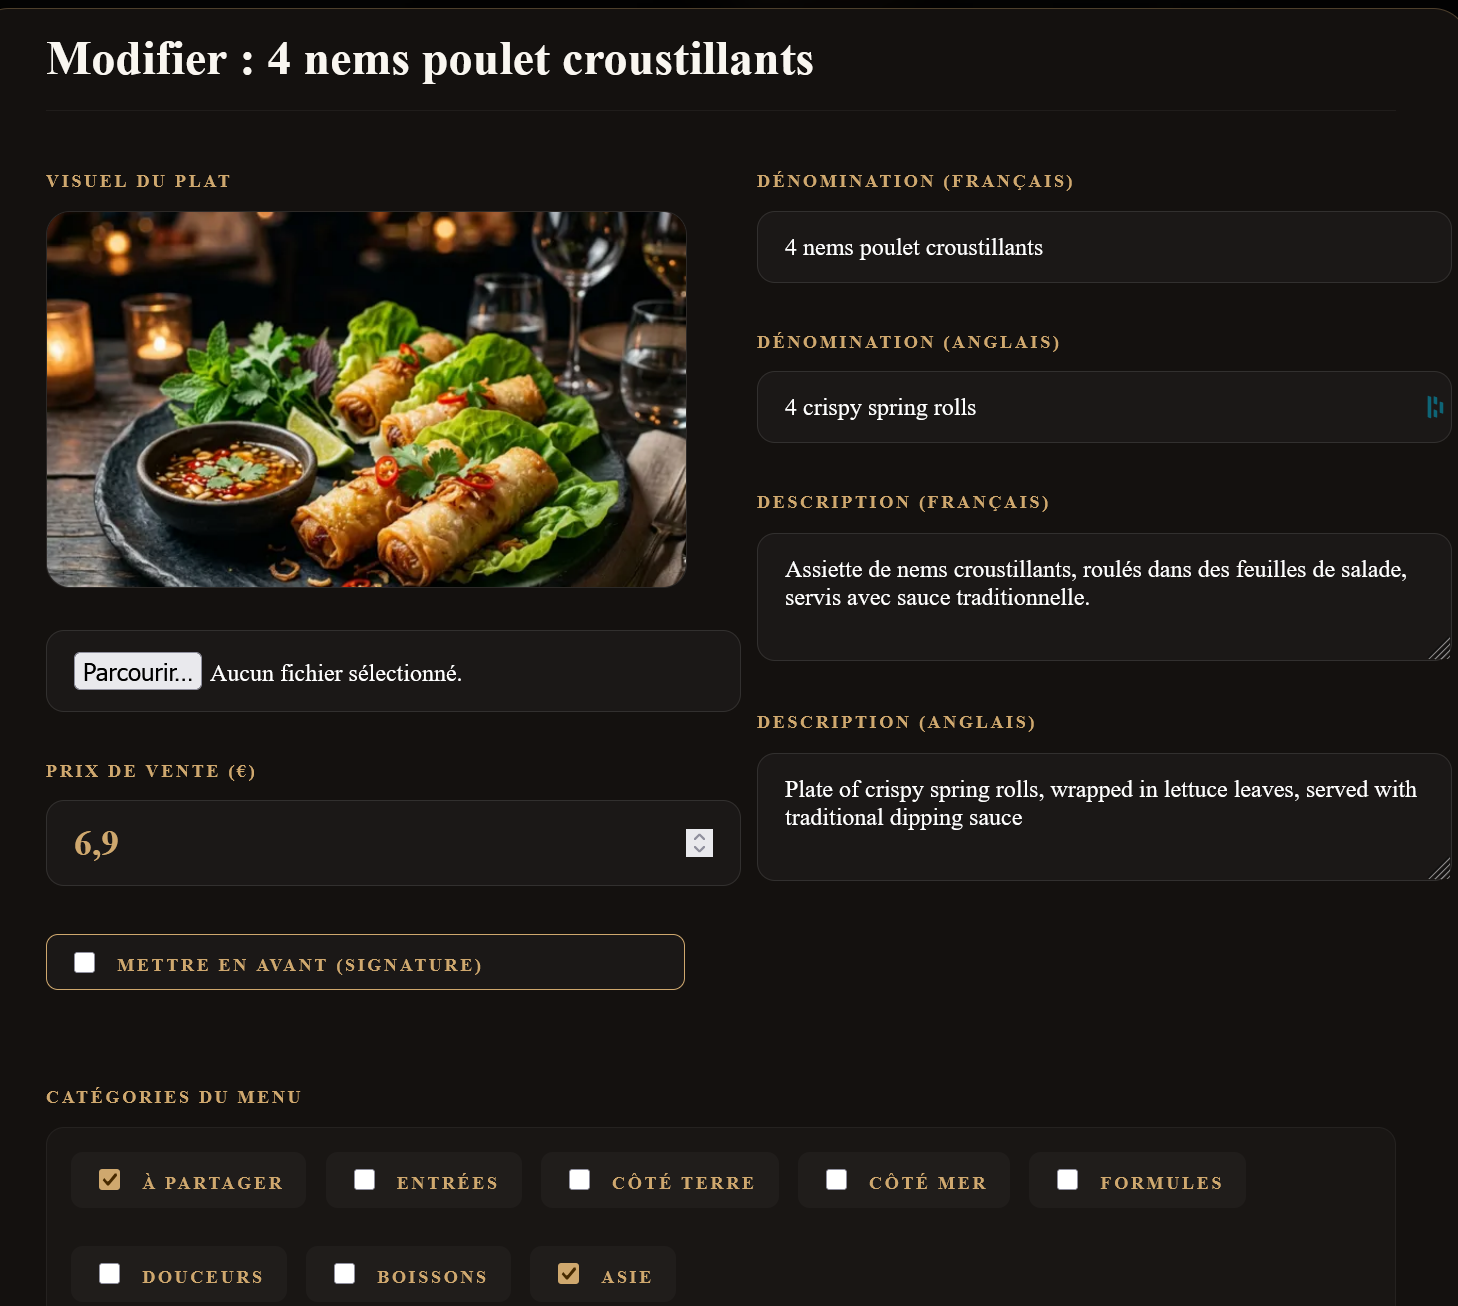 Modifier : 4 nems poulet croustillants
VISUEL DU PLAT
Parcourir... Aucun fichier sélectionné.
PRIX DE VENTE (€)
6,9
METTRE EN AVANT (SIGNATURE)
DÉNOMINATION (FRANÇAIS)
4 nems poulet croustillants
DÉNOMINATION (ANGLAIS)
4 crispy spring rolls
DESCRIPTION (FRANÇAIS)
Assiette de nems croustillants, roulés dans des feuilles de salade,
servis avec sauce traditionnelle.
DESCRIPTION (ANGLAIS)
Plate of crispy spring rolls, wrapped in lettuce leaves, served with
traditional dipping sauce
CATÉGORIES DU MENU
À PARTAGER ENTRÉES CÔTÉ TERRE CÔTÉ MER FORMULES
DOUCEURS BOISSONS ASIE